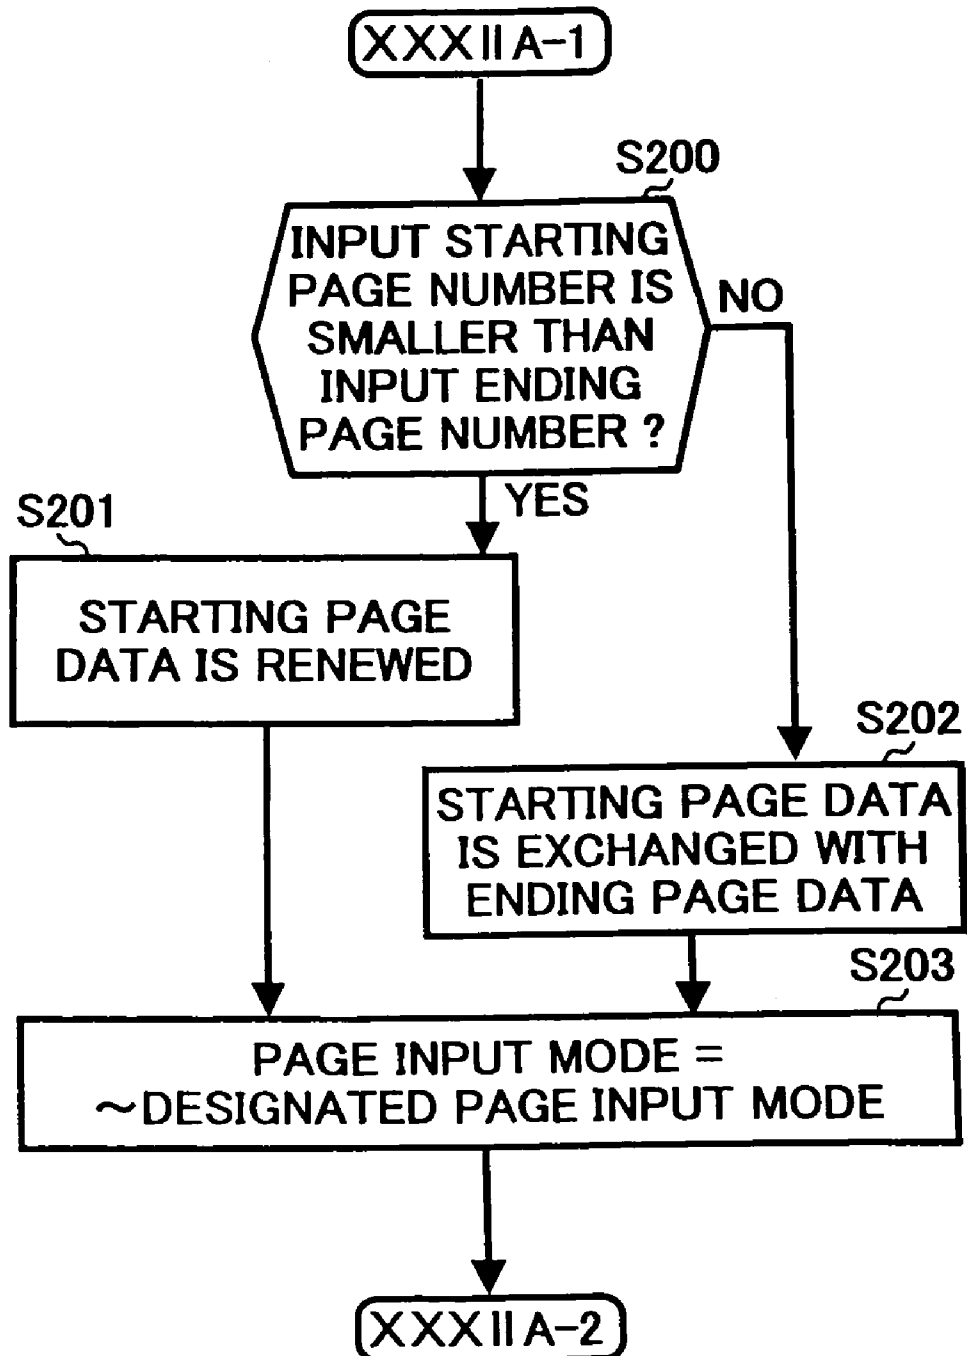 XXXIIA-1
S200
INPUT STARTING
PAGE NUMBER IS
SMALLER THAN
INPUT ENDING
PAGE NUMBER ?
NO
YES
S201
STARTING PAGE
DATA IS RENEWED
S202
STARTING PAGE DATA
IS EXCHANGED WITH
ENDING PAGE DATA
S203
PAGE INPUT MODE =
~DESIGNATED PAGE INPUT MODE
XXXIIA-2